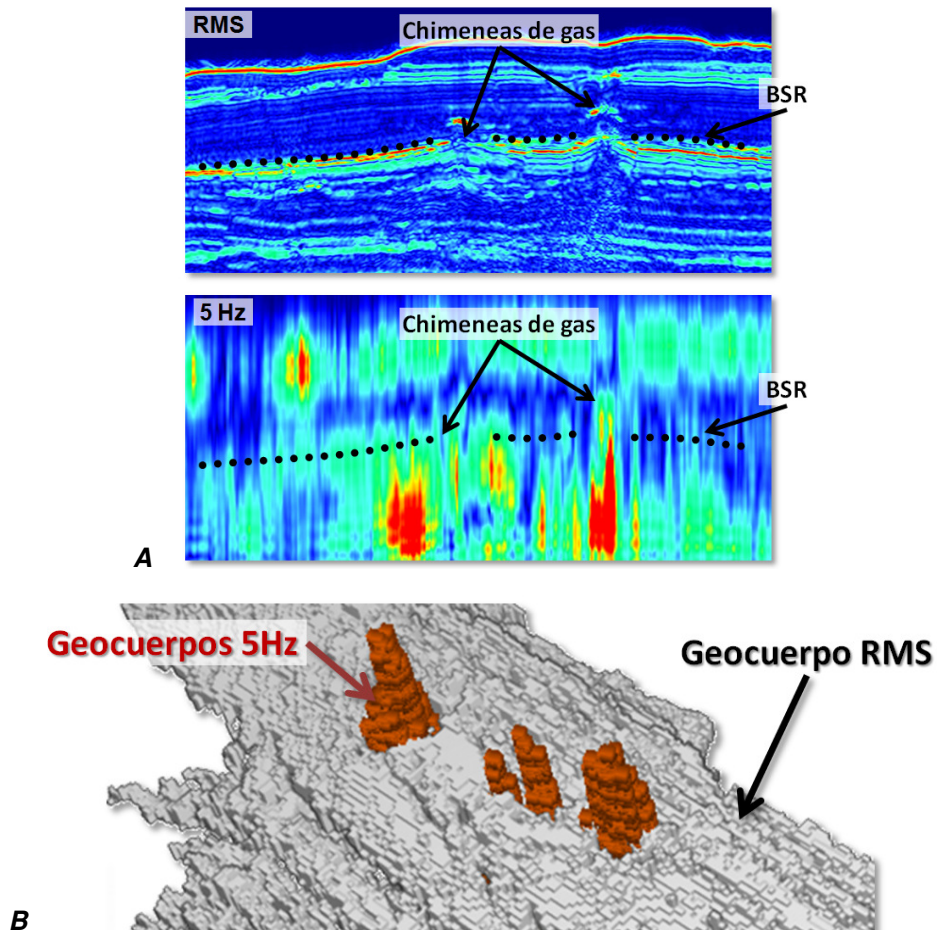 RMS
Chimeneas de gas
BSR
5 Hz
Chimeneas de gas
BSR
A
Geocuerpos 5Hz
Geocuerpo RMS
B